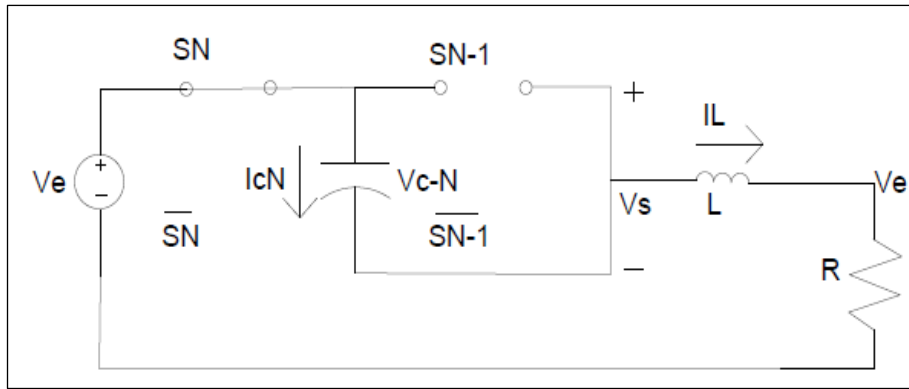 SN
SN-1
+
IL
Ve
+
−
IcN
Vc-N
Ve
SN
SN-1
Vs
L
−
R